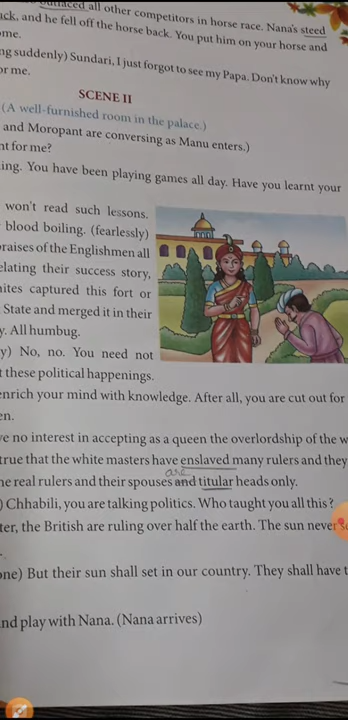 outfaced all other competitors in horse race. Nana's steed
ack, and he fell off the horse back. You put him on your horse and
ome.
ng suddenly) Sundari, I just forgot to see my Papa. Don't know why
or me.
SCENE II
(A well-furnished room in the palace.)
and Moropant are conversing as Manu enters.)
nt for me?
ing. You have been playing games all day. Have you learnt your
won't read such lessons.
blood boiling. (fearlessly)
praises of the Englishmen all
elating their success story,
hites captured this fort or
State and merged it in their
y. All humbug.
y) No, no. You need not
t these political happenings.
enrich your mind with knowledge. After all, you are cut out for
en.
ve no interest in accepting as a queen the overlordship of the w
true that the white masters have enslaved many rulers and they
are
he real rulers and their spouses and titular heads only.
) Chhabili, you are talking politics. Who taught you all this?
ter, the British are ruling over half the earth. The sun never s
one) But their sun shall set in our country. They shall have t
nd play with Nana. (Nana arrives)